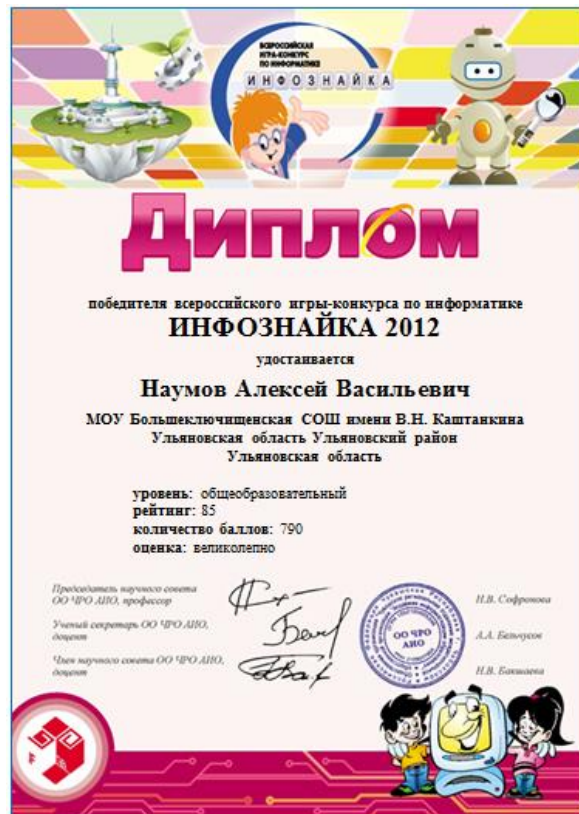 ВСЕРОССИЙСКАЯ
ИГРА-КОНКУРС
ПО ИНФОРМАТИКЕ
ИНФОЗНАЙКА
Диплом
победителя всероссийского игры-конкурса по информатике
ИНФОЗНАЙКА 2012
удостаивается
Наумов Алексей Васильевич
МОУ Большеключищенская СОШ имени В.Н. Каштанкина
Ульяновская область Ульяновский район
Ульяновская область
уровень: общеобразовательный
рейтинг: 85
количество баллов: 790
оценка: великолепно
Председатель научного совета
ОО ЧРО АИО, профессор
Н.В. Софронова
Ученый секретарь ОО ЧРО АИО,
доцент
А.А. Бельчусов
Член научного совета ОО ЧРО АИО,
доцент
Н.В. Бакшаева
ОО ЧРО
АИО